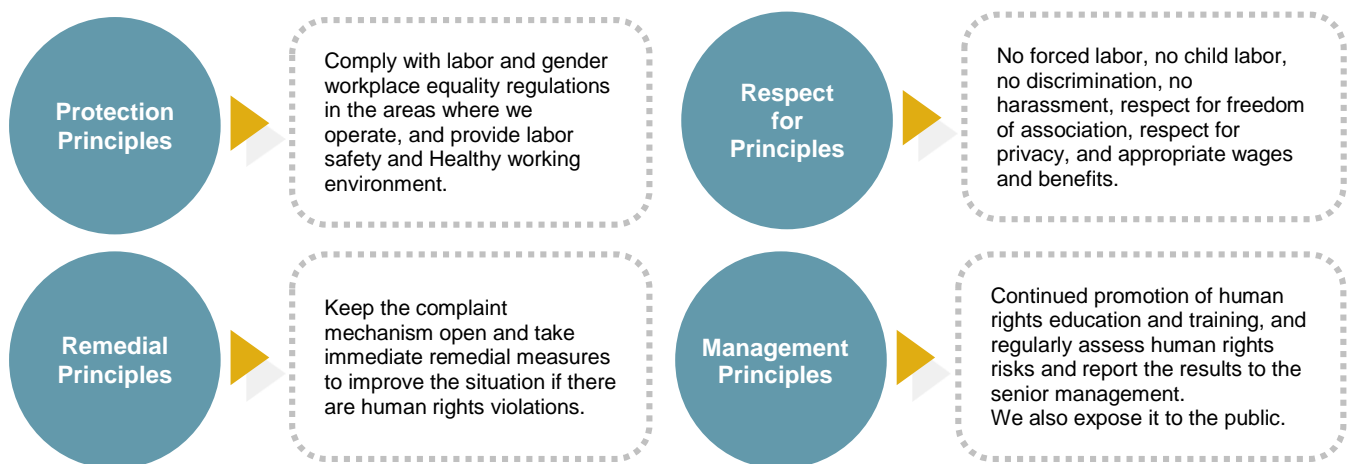 Protection
Principles
Comply with labor and gender
workplace equality regulations
in the areas where we
operate, and provide labor
safety and Healthy working
environment.
Respect
for
Principles
No forced labor, no child labor,
no discrimination, no
harassment, respect for freedom
of association, respect for
privacy, and appropriate wages
and benefits.
Remedial
Principles
Keep the complaint
mechanism open and take
immediate remedial measures
to improve the situation if there
are human rights violations.
Management
Principles
Continued promotion of human
rights education and training, and
regularly assess human rights
risks and report the results to the
senior management.
We also expose it to the public.